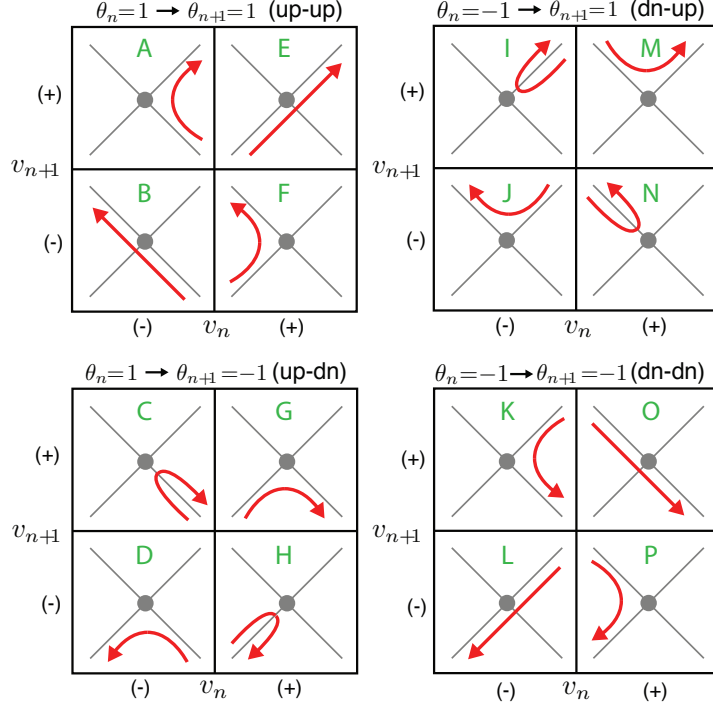 θn=1 → θn+1=1 (up-up)
θn=−1 → θn+1=1 (dn-up)
A
E
I
M
(+)
(+)
vn+1
vn+1
B
F
J
N
(-)
(-)
(-) vn (+)
(-) vn (+)
θn=1 → θn+1=−1 (up-dn)
θn=−1 → θn+1=−1 (dn-dn)
C
G
K
O
(+)
(+)
vn+1
vn+1
D
H
L
P
(-)
(-)
(-) vn (+)
(-) vn (+)